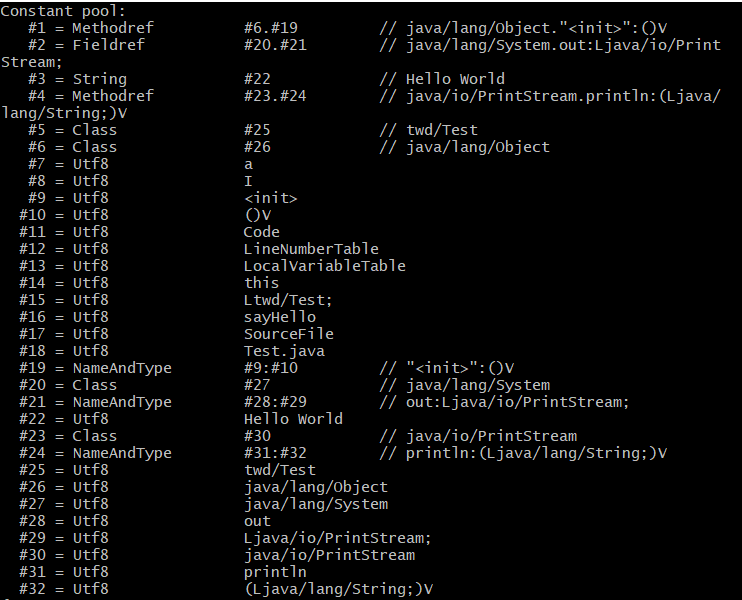 Constant pool:
   #1 = Methodref          #6.#19         // java/lang/Object."<init>":()V
   #2 = Fieldref           #20.#21        // java/lang/System.out:Ljava/io/Print
Stream;
   #3 = String             #22            // Hello World
   #4 = Methodref          #23.#24        // java/io/PrintStream.println:(Ljava/
lang/String;)V
   #5 = Class              #25            // twd/Test
   #6 = Class              #26            // java/lang/Object
   #7 = Utf8               a
   #8 = Utf8               I
   #9 = Utf8               <init>
  #10 = Utf8               ()V
  #11 = Utf8               Code
  #12 = Utf8               LineNumberTable
  #13 = Utf8               LocalVariableTable
  #14 = Utf8               this
  #15 = Utf8               Ltwd/Test;
  #16 = Utf8               sayHello
  #17 = Utf8               SourceFile
  #18 = Utf8               Test.java
  #19 = NameAndType        #9:#10         // "<init>":()V
  #20 = Class              #27            // java/lang/System
  #21 = NameAndType        #28:#29        // out:Ljava/io/PrintStream;
  #22 = Utf8               Hello World
  #23 = Class              #30            // java/io/PrintStream
  #24 = NameAndType        #31:#32        // println:(Ljava/lang/String;)V
  #25 = Utf8               twd/Test
  #26 = Utf8               java/lang/Object
  #27 = Utf8               java/lang/System
  #28 = Utf8               out
  #29 = Utf8               Ljava/io/PrintStream;
  #30 = Utf8               java/io/PrintStream
  #31 = Utf8               println
  #32 = Utf8               (Ljava/lang/String;)V